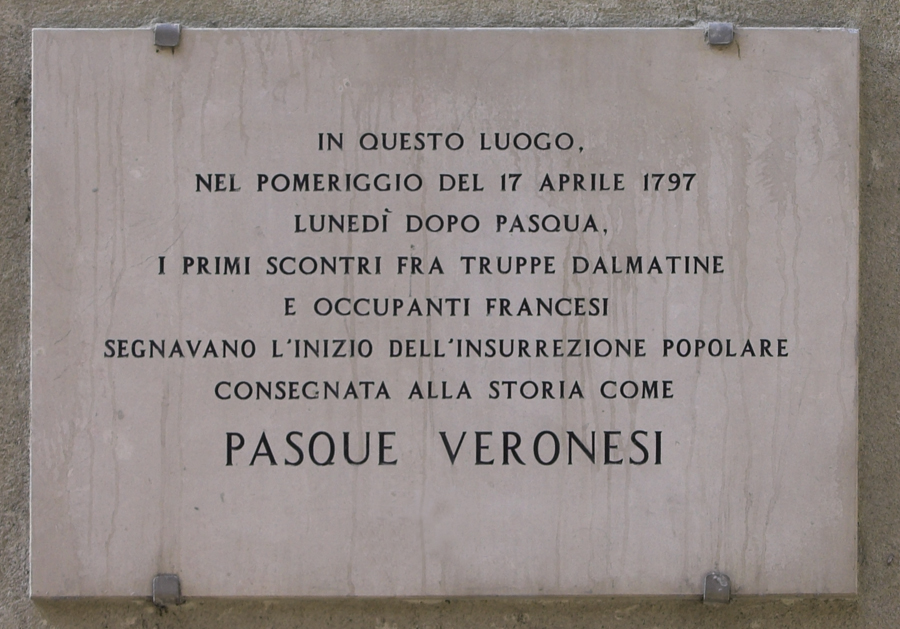 IN QUESTO LUOGO,
NEL POMERIGGIO DEL 17 APRILE 1797
LUNEDÌ DOPO PASQUA,
I PRIMI SCONTRI FRA TRUPPE DALMATINE
E OCCUPANTI FRANCESI
SEGNAVANO L'INIZIO DELL'INSURREZIONE POPOLARE
CONSEGNATA ALLA STORIA COME
PASQUE VERONESI